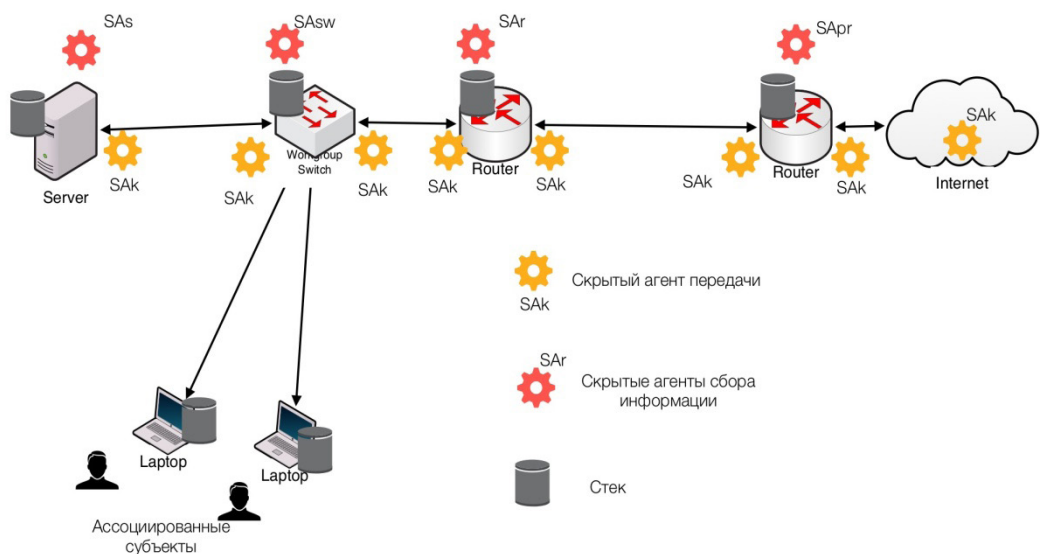 SAs
SAsw
SAr
SApr
SAk
SAk
SAk
SAk
SAk
SAk
SAk
SAk
Server
Workgroup
Switch
Router
Router
Internet
Скрытый агент передачи
SAk
SAr
Скрытые агенты сбора
информации
Laptop
Laptop
Стек
Ассоциированные
субъекты